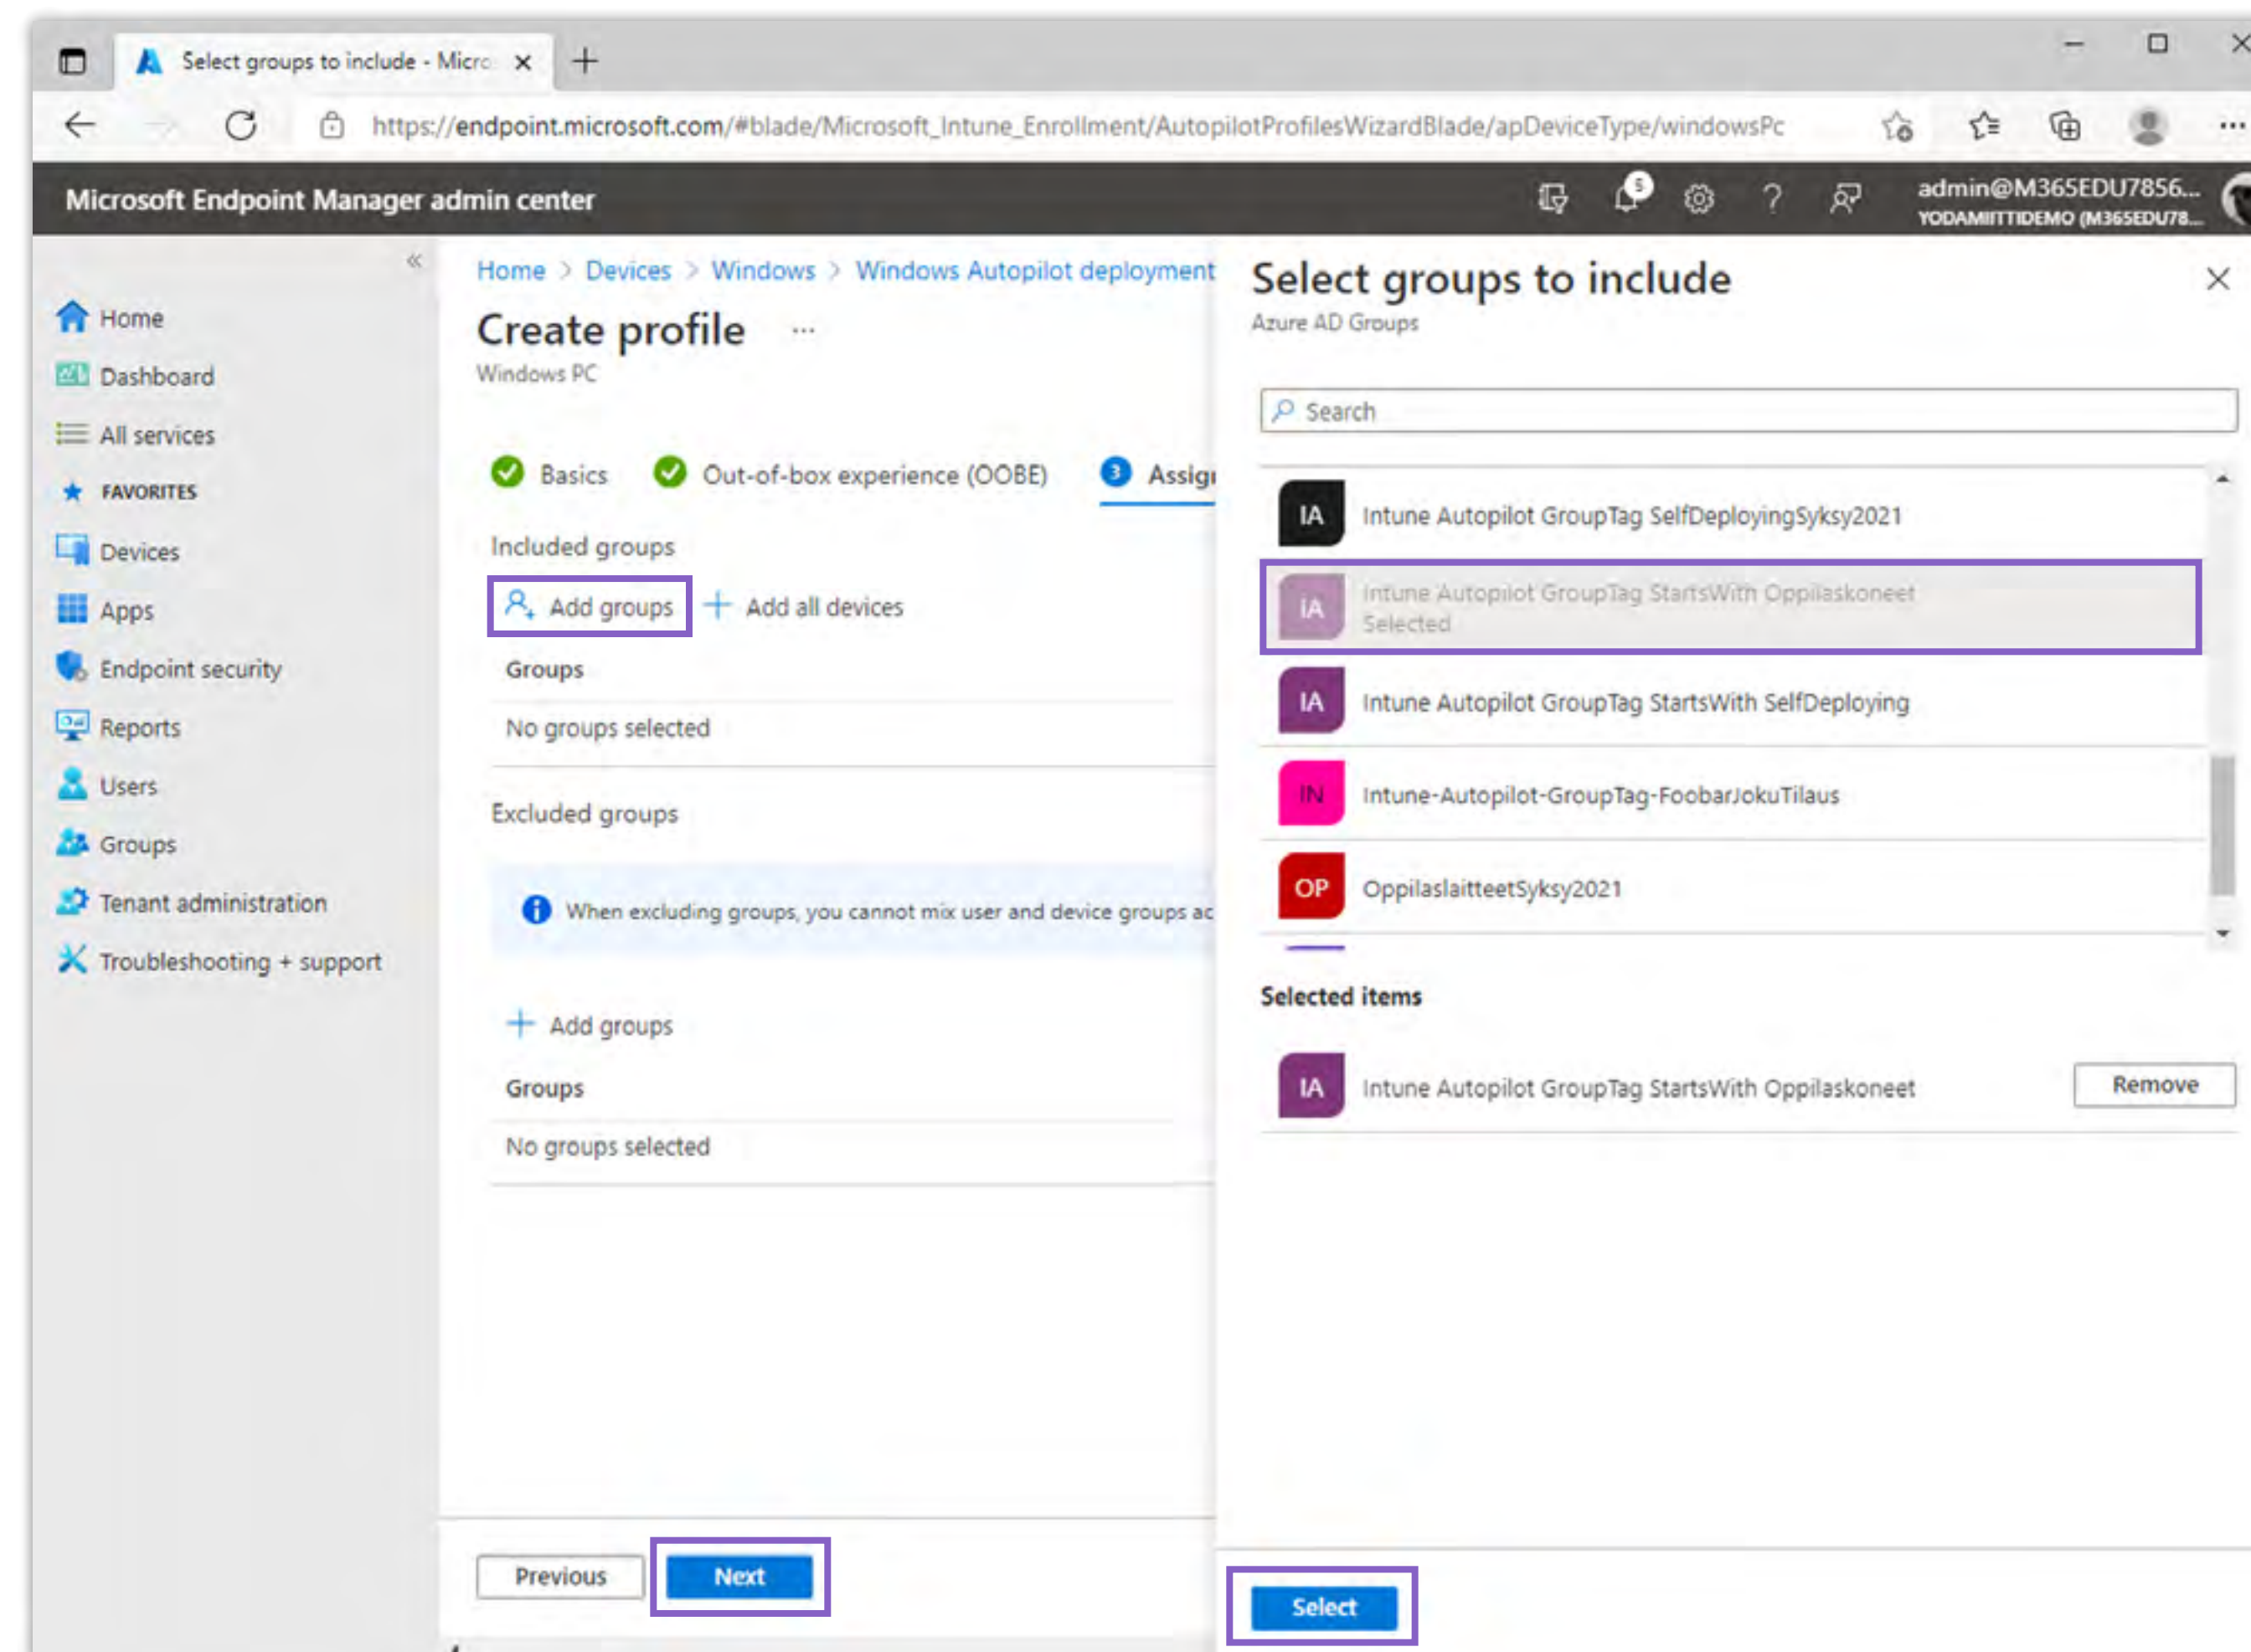 Select groups to include - Micro
https://endpoint.microsoft.com/#blade/Microsoft_Intune_Enrollment/AutopilotProfilesWizardBlade/apDeviceType/windowsPc
Microsoft Endpoint Manager admin center
5
admin@M365EDU7856...
YODAMIITTIDEMO (M365EDU78...
Home
Dashboard
All services
FAVORITES
Devices
Apps
Endpoint security
Reports
Users
Groups
Tenant administration
Troubleshooting + support
Home > Devices > Windows > Windows Autopilot deployment
Create profile ...
Windows PC
Basics
Out-of-box experience (OOBE)
3 Assig
Included groups
Add groups
Add all devices
Groups
No groups selected
Excluded groups
When excluding groups, you cannot mix user and device groups ac
Add groups
Groups
No groups selected
Previous
Next
Select groups to include
Azure AD Groups
Search
IA Intune Autopilot GroupTag SelfDeployingSyksy2021
IA Intune Autopilot GroupTag StartsWith Oppilaskoneet
Selected
IA Intune Autopilot GroupTag StartsWith SelfDeploying
IN Intune-Autopilot-GroupTag-FoobarJokuTilaus
OP OppilaslaitteetSyksy2021
Selected items
IA Intune Autopilot GroupTag StartsWith Oppilaskoneet
Remove
Select